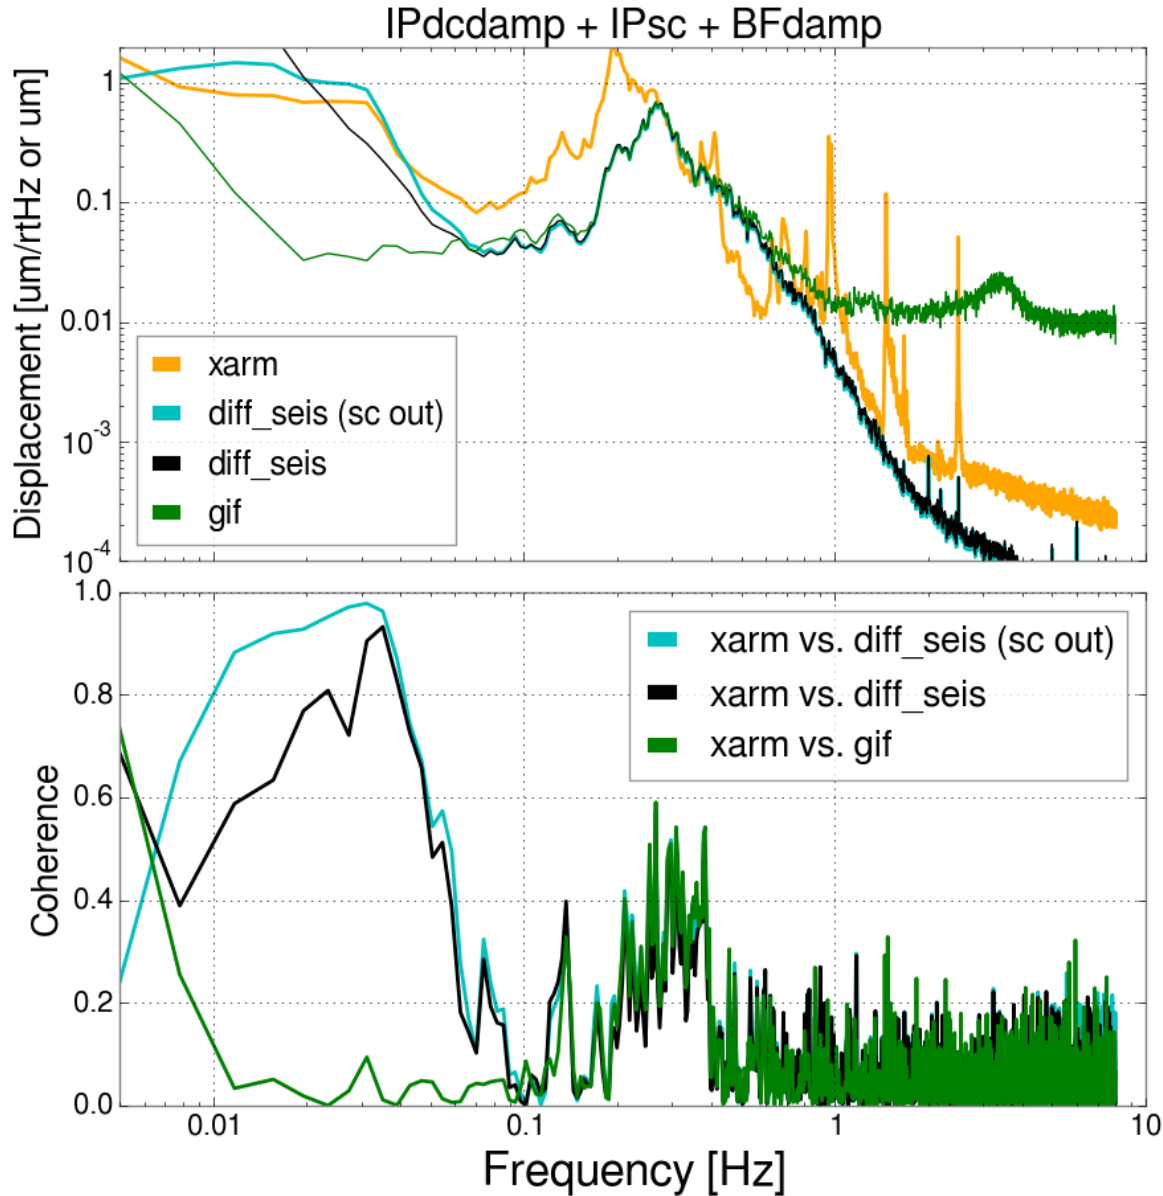 IPdcdamp + IPsc + BFdamp
Displacement [um/rtHz or um]
1
0.1
0.01
10^-3
10^-4
xarm
diff_seis (sc out)
diff_seis
gif
Coherence
1.0
0.8
0.6
0.4
0.2
0.0
xarm vs. diff_seis (sc out)
xarm vs. diff_seis
xarm vs. gif
0.01
0.1
1
10
Frequency [Hz]